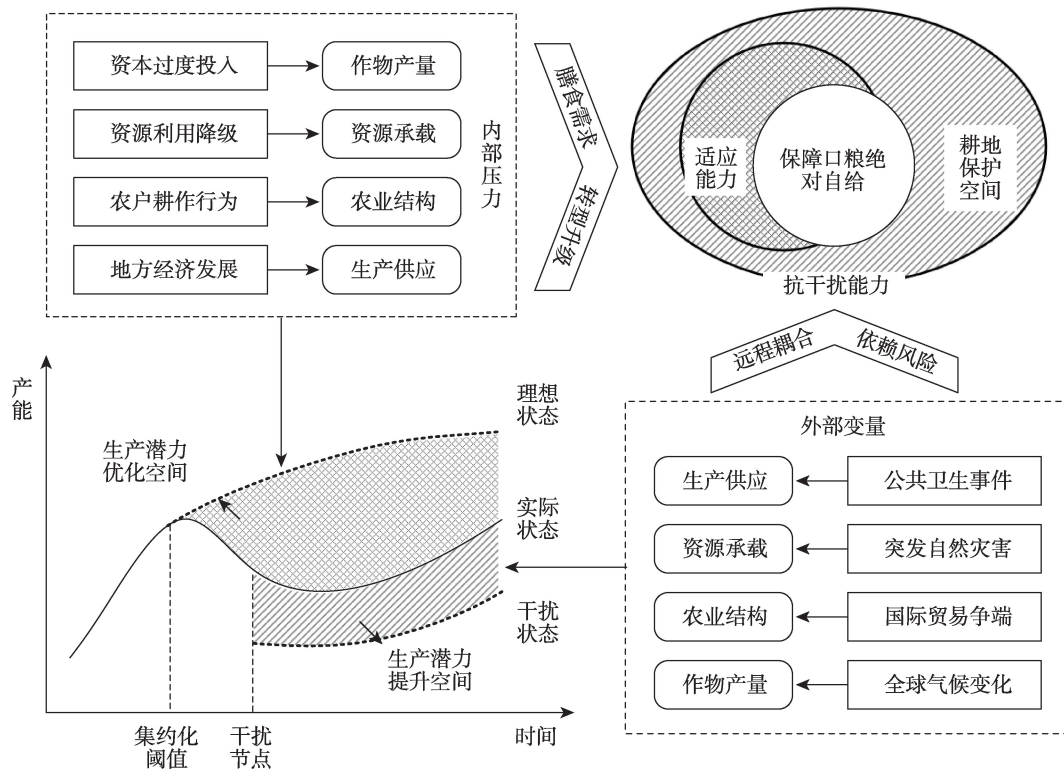 资本过度投入
作物产量
资源利用降级
资源承载
农户耕作行为
农业结构
地方经济发展
生产供应
内部压力
膳食需求
转型升级
适应
能力
保障口粮绝
对自给
耕地
保护
空间
抗干扰能力
远程耦合
依赖风险
产能
生产潜力
优化空间
理想
状态
实际
状态
干扰
状态
生产潜力
提升空间
集约化
阈值
干扰
节点
时间
外部变量
生产供应
公共卫生事件
资源承载
突发自然灾害
农业结构
国际贸易争端
作物产量
全球气候变化